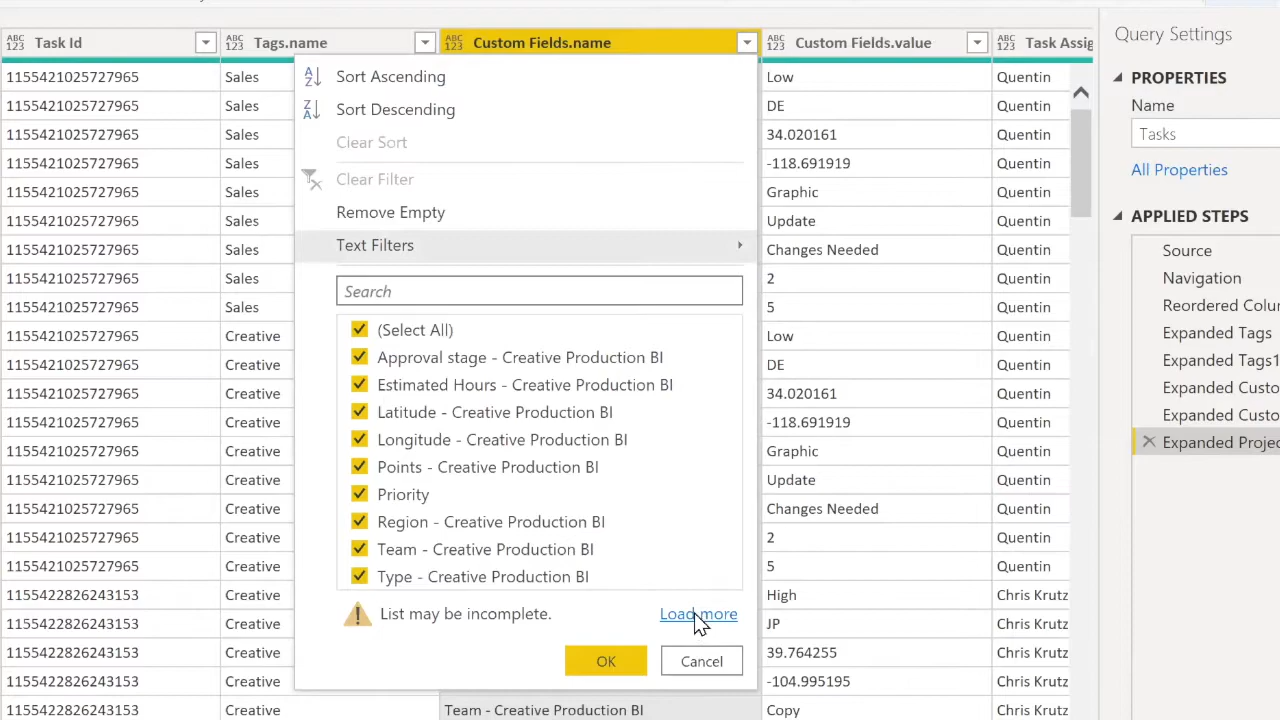 ABC 123 Task Id
ABC 123 Tags.name
ABC 123 Custom Fields.name
ABC 123 Custom Fields.value
ABC 123 Task Assig
1155421025727965 Sales Low Quentin
1155421025727965 Sales DE Quentin
1155421025727965 Sales 34.020161 Quentin
1155421025727965 Sales -118.691919 Quentin
1155421025727965 Sales Graphic Quentin
1155421025727965 Sales Update Quentin
1155421025727965 Sales Changes Needed Quentin
1155421025727965 Sales 2 Quentin
1155421025727965 Sales 5 Quentin
1155421025727965 Creative Low Quentin
1155421025727965 Creative DE Quentin
1155421025727965 Creative 34.020161 Quentin
1155421025727965 Creative -118.691919 Quentin
1155421025727965 Creative Graphic Quentin
1155421025727965 Creative Update Quentin
1155421025727965 Creative Changes Needed Quentin
1155421025727965 Creative 2 Quentin
1155421025727965 Creative 5 Quentin
1155422826243153 Creative High Chris Krutz
1155422826243153 Creative JP Chris Krutz
1155422826243153 Creative 39.764255 Chris Krutz
1155422826243153 Creative -104.995195 Chris Krutz
1155422826243153 Creative Team - Creative Production BI Copy Chris Krutz
A Z Sort Ascending
Z A Sort Descending
Clear Sort
Clear Filter
Remove Empty
Text Filters
Search
(Select All)
Approval stage - Creative Production BI
Estimated Hours - Creative Production BI
Latitude - Creative Production BI
Longitude - Creative Production BI
Points - Creative Production BI
Priority
Region - Creative Production BI
Team - Creative Production BI
Type - Creative Production BI
List may be incomplete. Load more
OK Cancel
Query Settings
PROPERTIES
Name
Tasks
All Properties
APPLIED STEPS
Source
Navigation
Reordered Colu
Expanded Tags
Expanded Tags1
Expanded Custo
Expanded Custo
Expanded Projec